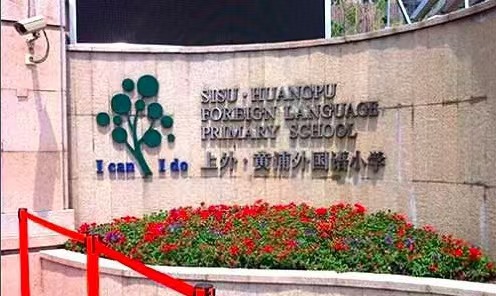 SISU·HUANGPU
FOREIGN LANGUAGE
PRIMARY SCHOOL
上外·黄浦外国语小学
I can I do